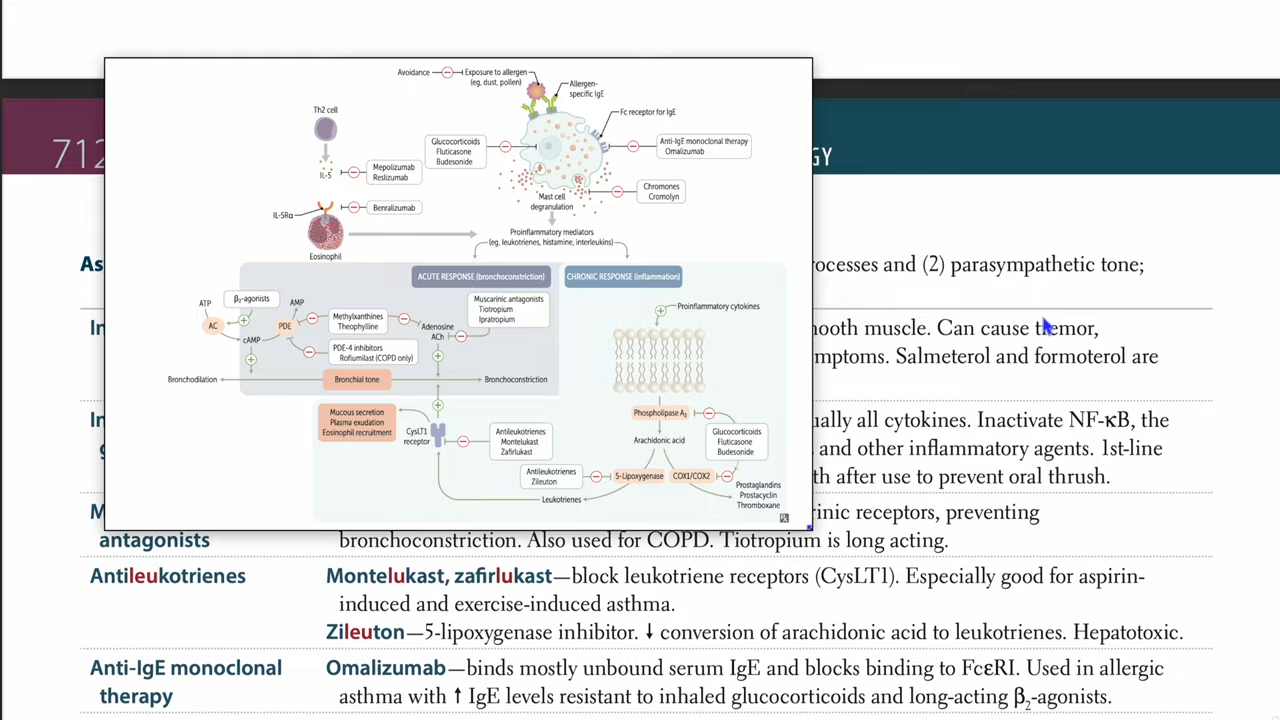 712
GY
As
rocesses and (2) parasympathetic tone;
In
mooth muscle. Can cause tremor,
mptoms. Salmeterol and formoterol are
In
ually all cytokines. Inactivate NF-κB, the
g
and other inflammatory agents. 1st-line
th after use to prevent oral thrush.
M
rinic receptors, preventing
antagonists
bronchoconstriction. Also used for COPD. Tiotropium is long acting.
Antileukotrienes
Montelukast, zafirlukast—block leukotriene receptors (CysLT1). Especially good for aspirin-
induced and exercise-induced asthma.
Zileuton—5-lipoxygenase inhibitor. ↓ conversion of arachidonic acid to leukotrienes. Hepatotoxic.
Anti-IgE monoclonal
therapy
Omalizumab—binds mostly unbound serum IgE and blocks binding to FcεRI. Used in allergic
asthma with ↑ IgE levels resistant to inhaled glucocorticoids and long-acting β2-agonists.
Avoidance
Exposure to allergen
(eg, dust, pollen)
Allergen-
specific IgE
Th2 cell
Fc receptor for IgE
Glucocorticoids
Fluticasone
Budesonide
Anti-IgE monoclonal therapy
Omalizumab
IL-5
Mepolizumab
Reslizumab
Chromones
Cromolyn
Mast cell
degranulation
IL-5Rα
Benralizumab
Proinflammatory mediators
(eg, leukotrienes, histamine, interleukins)
Eosinophil
ACUTE RESPONSE (bronchoconstriction)
CHRONIC RESPONSE (inflammation)
ATP
β2-agonists
AMP
Muscarinic antagonists
Tiotropium
Ipratropium
Proinflammatory cytokines
AC
PDE
Methylxanthines
Theophylline
Adenosine
ACh
cAMP
PDE-4 inhibitors
Roflumilast (COPD only)
Bronchodilation
Bronchial tone
Bronchoconstriction
Mucous secretion
Plasma exudation
Eosinophil recruitment
CysLT1
receptor
Antileukotrienes
Montelukast
Zafirlukast
Phospholipase A2
Arachidonic acid
Glucocorticoids
Fluticasone
Budesonide
Antileukotrienes
Zileuton
5-Lipoxygenase
COX1/COX2
Leukotrienes
Prostaglandins
Prostacyclin
Thromboxane